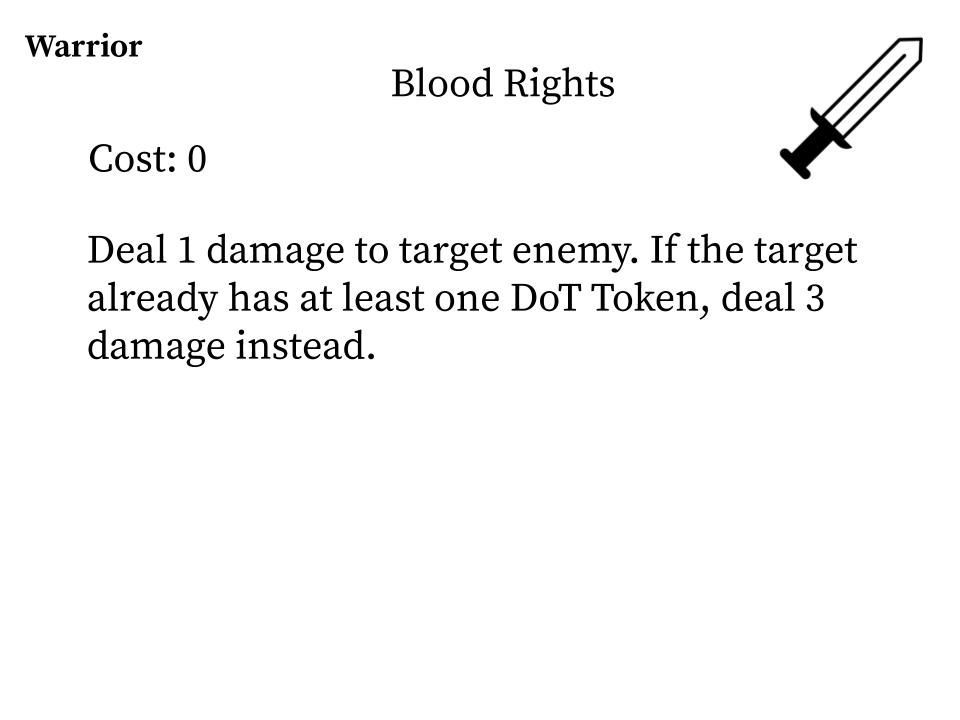 Warrior
Blood Rights
Cost: 0
Deal 1 damage to target enemy. If the target
already has at least one DoT Token, deal 3
damage instead.